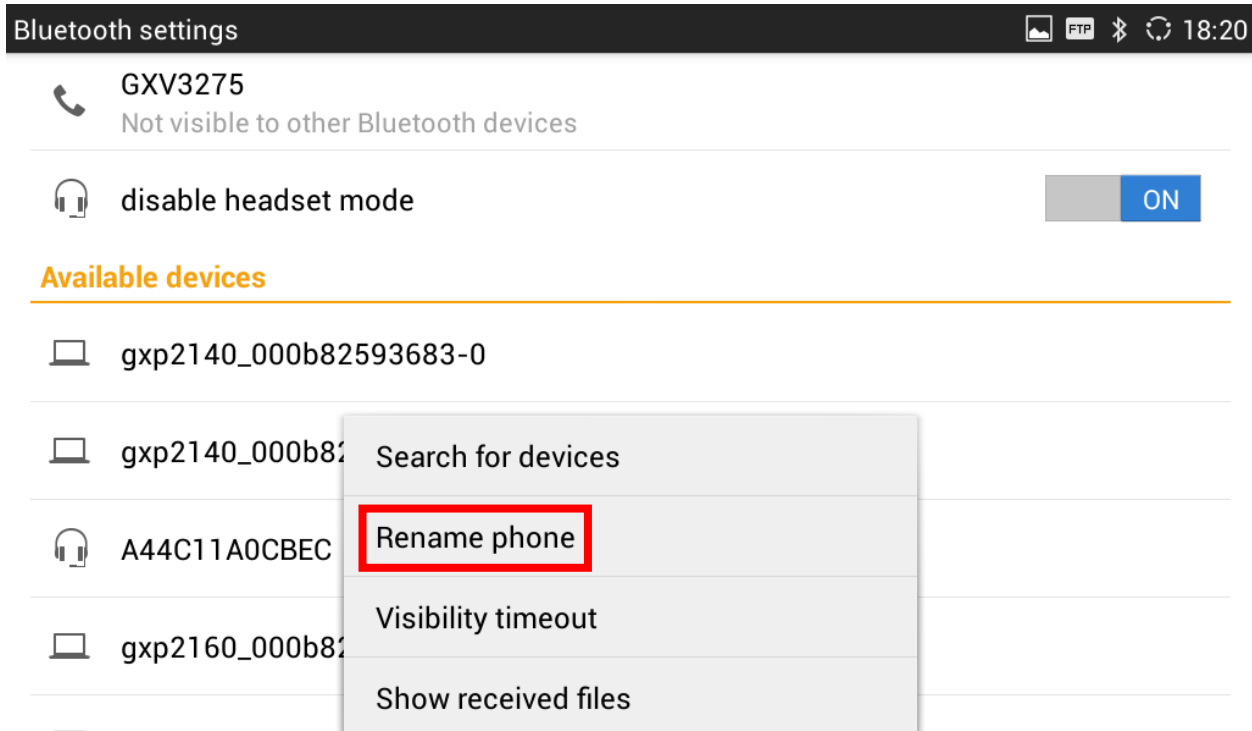 Bluetooth settings
FTP
18:20
GXV3275
Not visible to other Bluetooth devices
disable headset mode
ON
Available devices
gxp2140_000b82593683-0
gxp2140_000b82
Search for devices
Rename phone
A44C11A0CBEC
Visibility timeout
gxp2160_000b82
Show received files